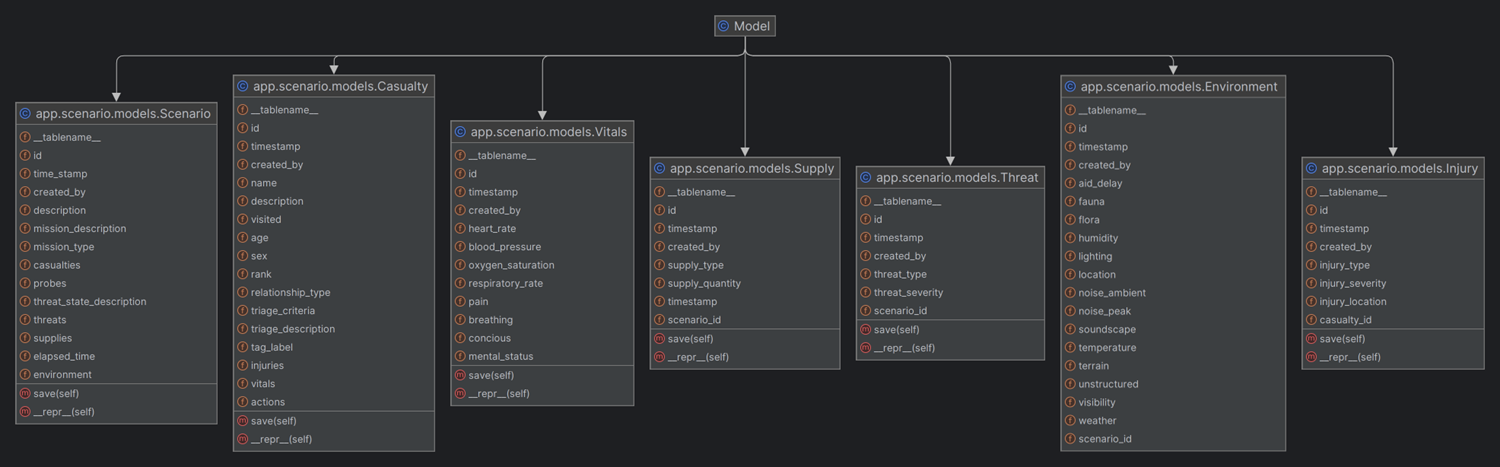 Model
app.scenario.models.Scenario
__tablename__
id
time_stamp
created_by
description
mission_description
mission_type
casualties
probes
threat_state_description
threats
supplies
elapsed_time
environment
save(self)
__repr__(self)
app.scenario.models.Casualty
__tablename__
id
timestamp
created_by
name
description
visited
age
sex
rank
relationship_type
triage_criteria
triage_description
tag_label
injuries
vitals
actions
save(self)
__repr__(self)
app.scenario.models.Vitals
__tablename__
id
timestamp
created_by
heart_rate
blood_pressure
oxygen_saturation
respiratory_rate
pain
breathing
concious
mental_status
save(self)
__repr__(self)
app.scenario.models.Supply
__tablename__
id
timestamp
created_by
supply_type
supply_quantity
timestamp
scenario_id
save(self)
__repr__(self)
app.scenario.models.Threat
__tablename__
id
timestamp
created_by
threat_type
threat_severity
scenario_id
save(self)
__repr__(self)
app.scenario.models.Environment
__tablename__
id
timestamp
created_by
aid_delay
fauna
flora
humidity
lighting
location
noise_ambient
noise_peak
soundscape
temperature
terrain
unstructured
visibility
weather
scenario_id
app.scenario.models.Injury
__tablename__
id
timestamp
created_by
injury_type
injury_severity
injury_location
casualty_id
save(self)
__repr__(self)